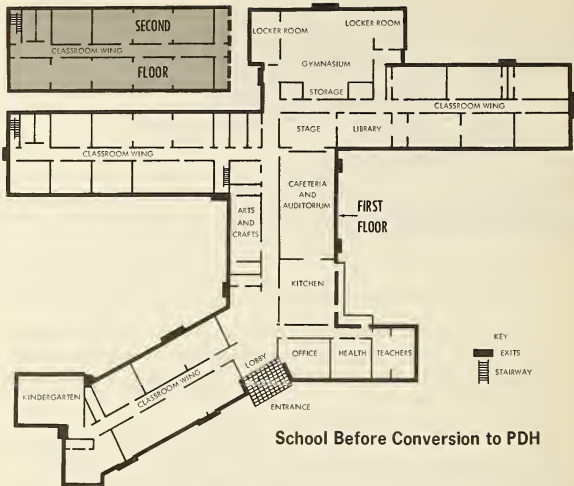 SECOND
CLASSROOM WING
FLOOR
LOCKER ROOM
LOCKER ROOM
GYMNASIUM
STORAGE
CLASSROOM WING
STAGE
LIBRARY
CLASSROOM WING
CAFETERIA
AND
AUDITORIUM
FIRST
FLOOR
ARTS
AND
CRAFTS
KITCHEN
KEY
EXITS
STAIRWAY
LOBBY
OFFICE
HEALTH
TEACHERS
KINDERGARTEN
CLASSROOM WING
ENTRANCE
School Before Conversion to PDH